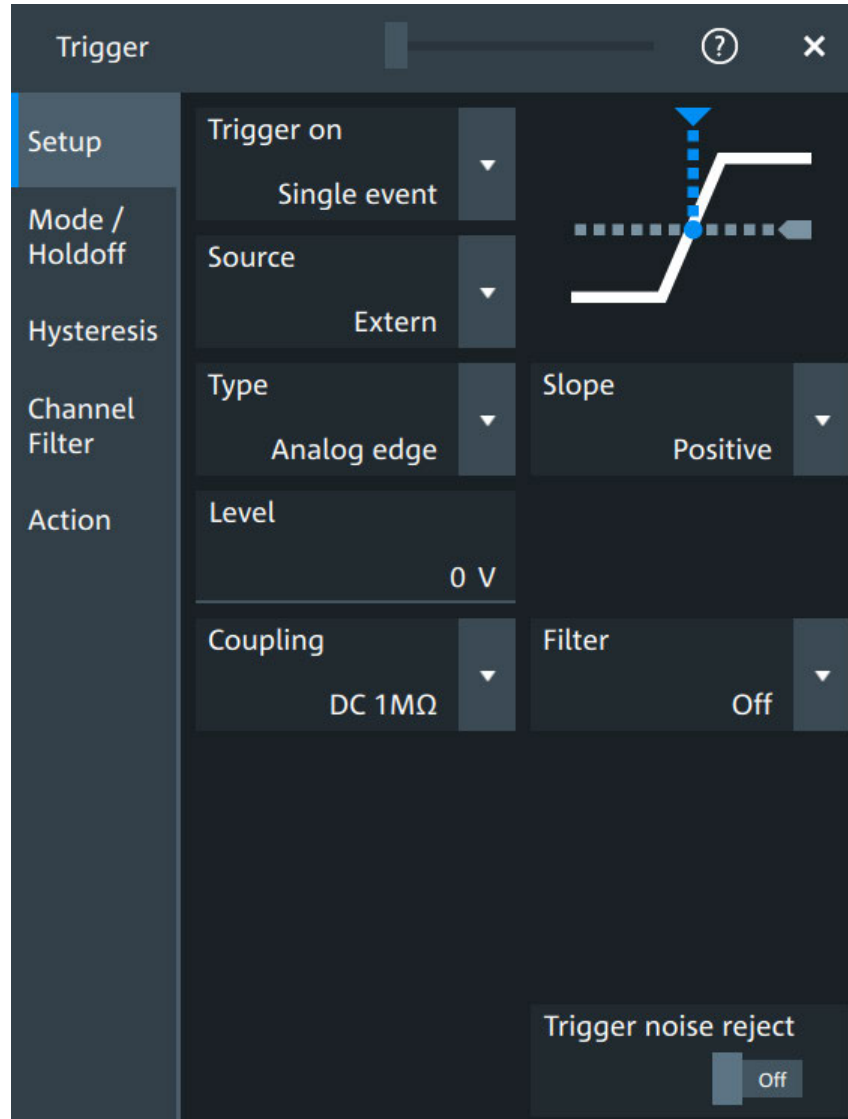 Trigger
?
Setup
Mode /
Holdoff
Hysteresis
Channel
Filter
Action
Trigger on
Single event
Source
Extern
Type
Analog edge
Slope
Positive
Level
0 V
Coupling
DC 1MΩ
Filter
Off
Trigger noise reject
Off